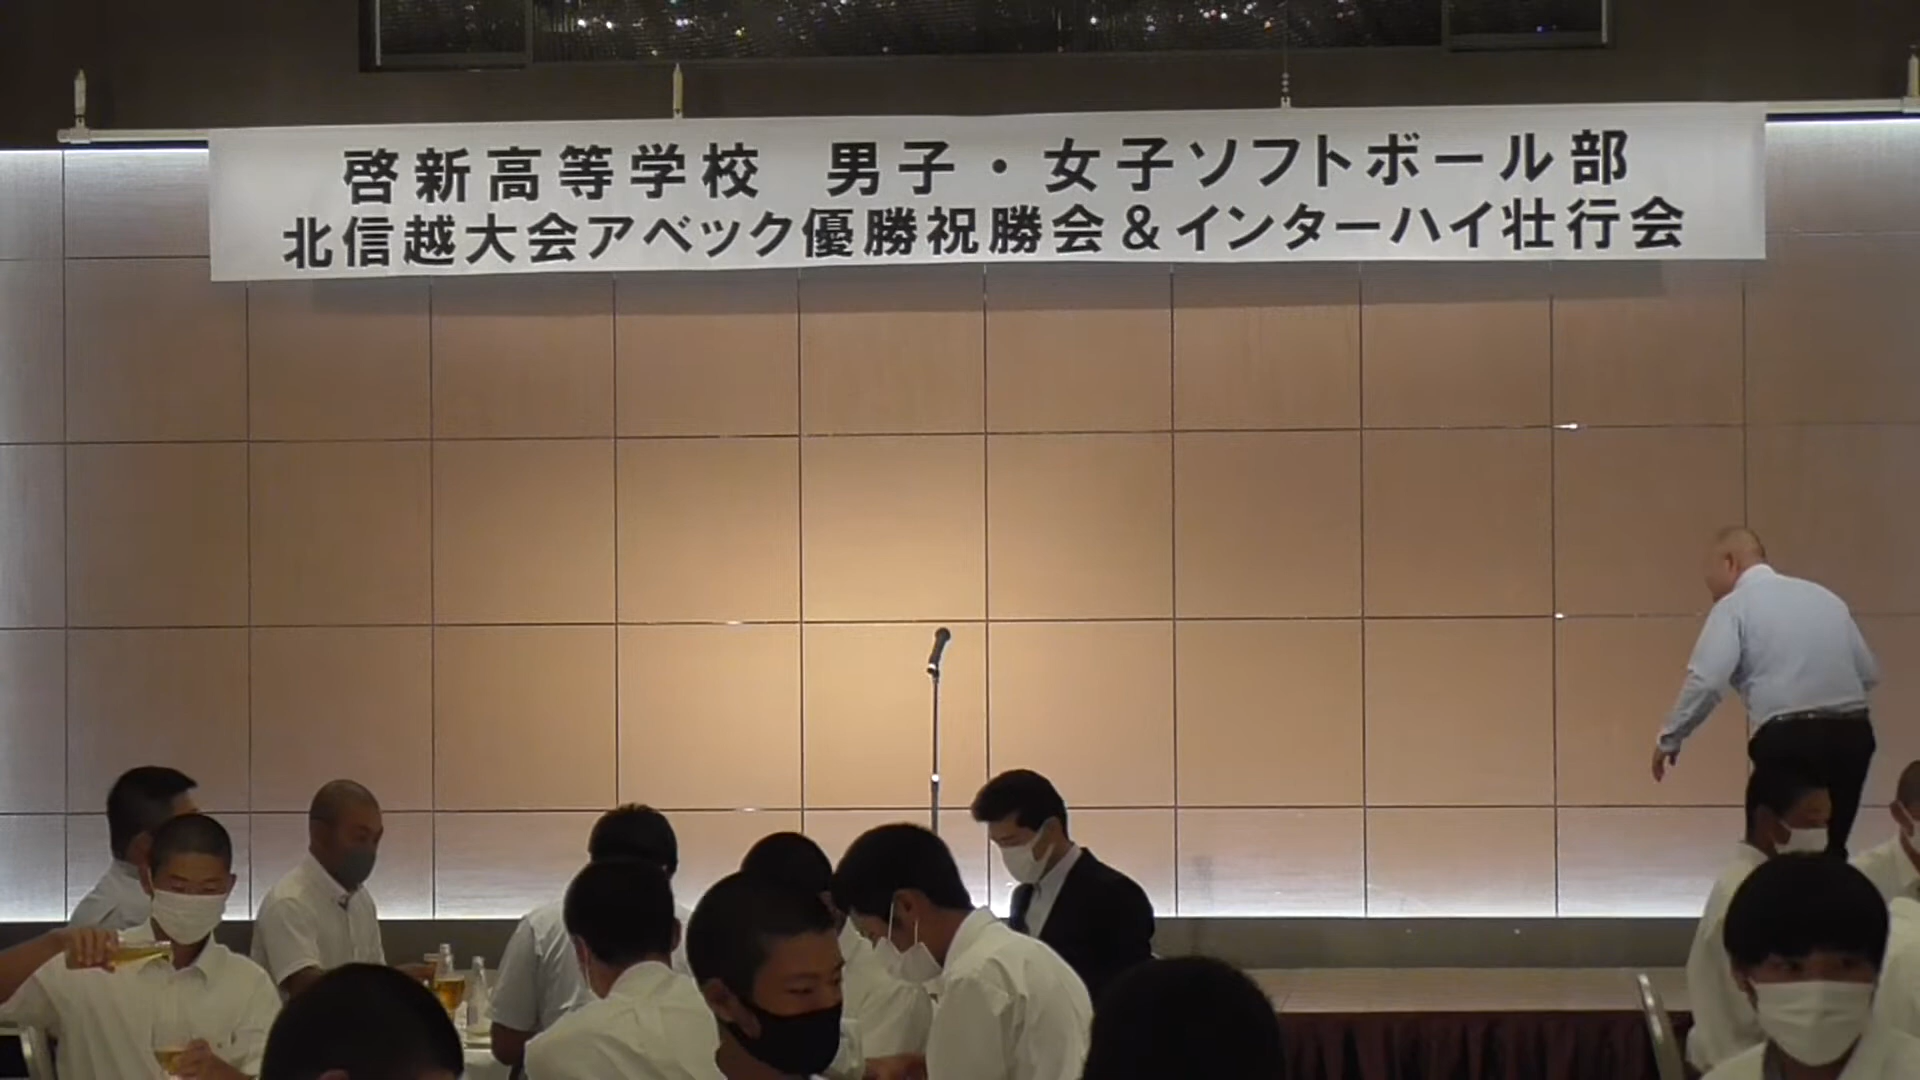 啓新高等学校　男子・女子ソフトボール部
北信越大会アベック優勝祝勝会＆インターハイ壮行会